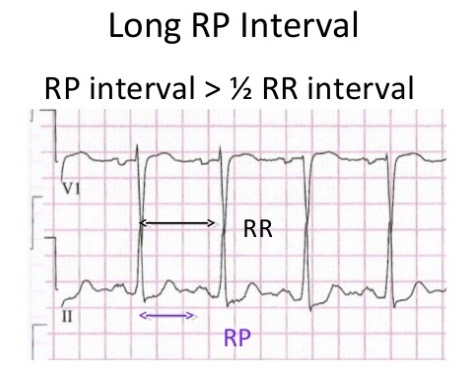 Long RP Interval
RP interval > ½ RR interval
V1
RR
II
RP